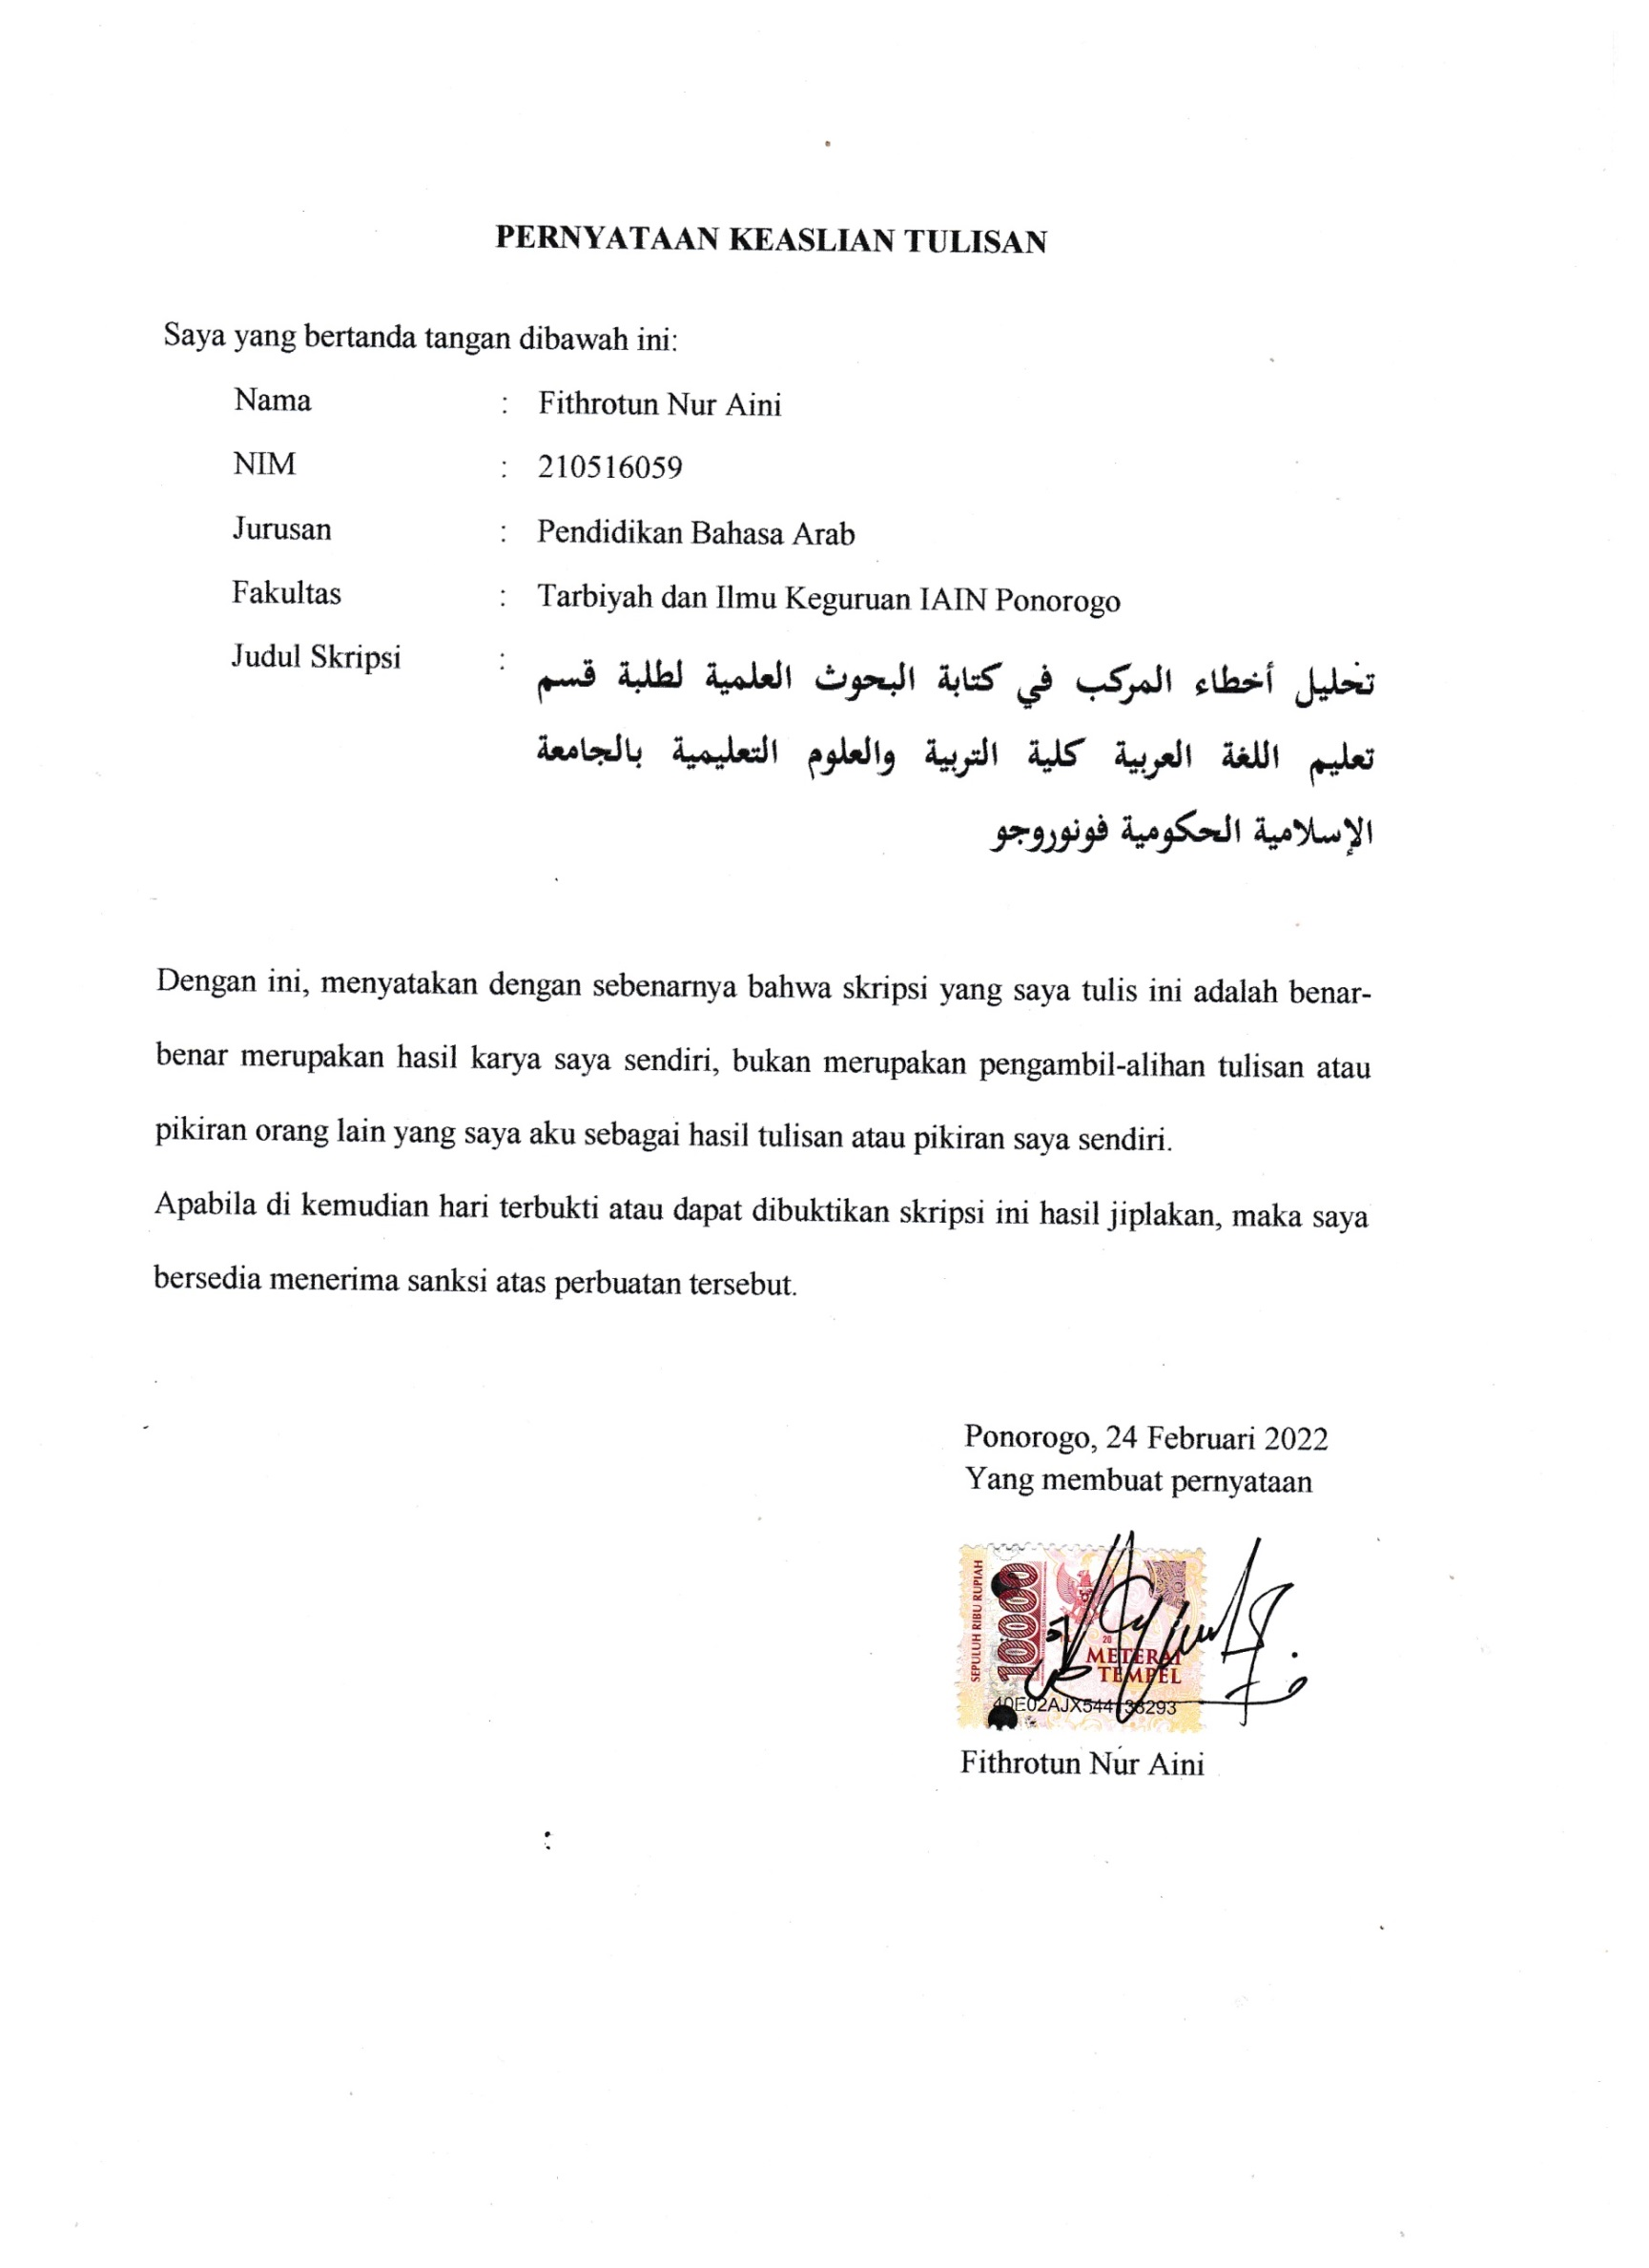 PERNYATAAN KEASLIAN TULISAN
Saya yang bertanda tangan dibawah ini:
Nama : Fithrotun Nur Aini
NIM : 210516059
Jurusan : Pendidikan Bahasa Arab
Fakultas : Tarbiyah dan Ilmu Keguruan IAIN Ponorogo
Judul Skripsi : تحليل أخطاء المركب في كتابة البحوث العلمية لطلبة قسم
تعليم اللغة العربية كلية التربية والعلوم التعليمية بالجامعة
الإسلامية الحكومية فونوروجو
Dengan ini, menyatakan dengan sebenarnya bahwa skripsi yang saya tulis ini adalah benar-
benar merupakan hasil karya saya sendiri, bukan merupakan pengambil-alihan tulisan atau
pikiran orang lain yang saya aku sebagai hasil tulisan atau pikiran saya sendiri.
Apabila di kemudian hari terbukti atau dapat dibuktikan skripsi ini hasil jiplakan, maka saya
bersedia menerima sanksi atas perbuatan tersebut.
Ponorogo, 24 Februari 2022
Yang membuat pernyataan
SEPULUH RIBU RUPIAH
10000
METERAI
TEMPEL
Fithrotun Nur Aini